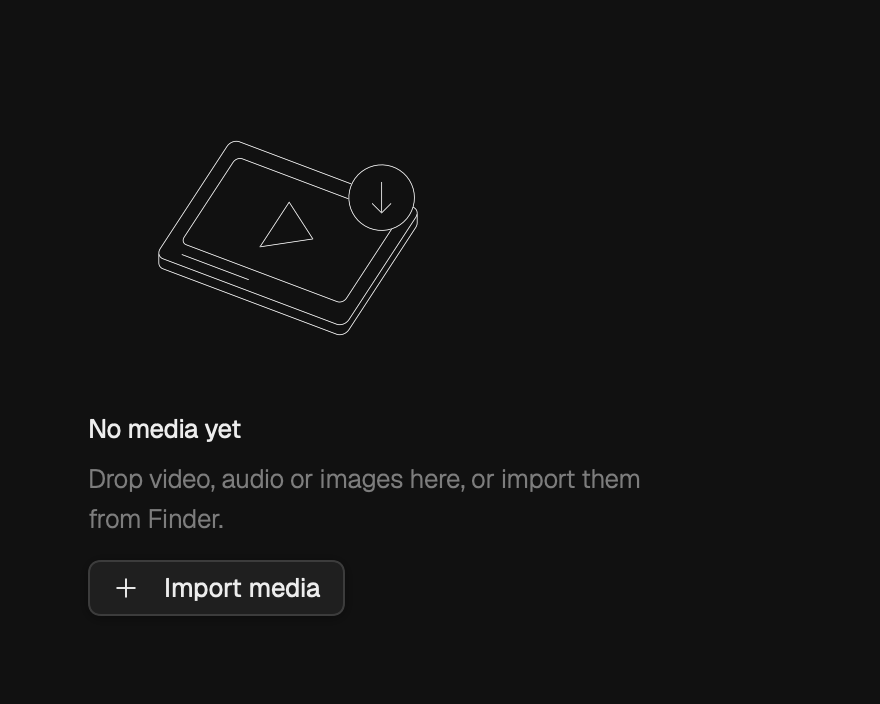 No media yet
Drop video, audio or images here, or import them
from Finder.
Import media